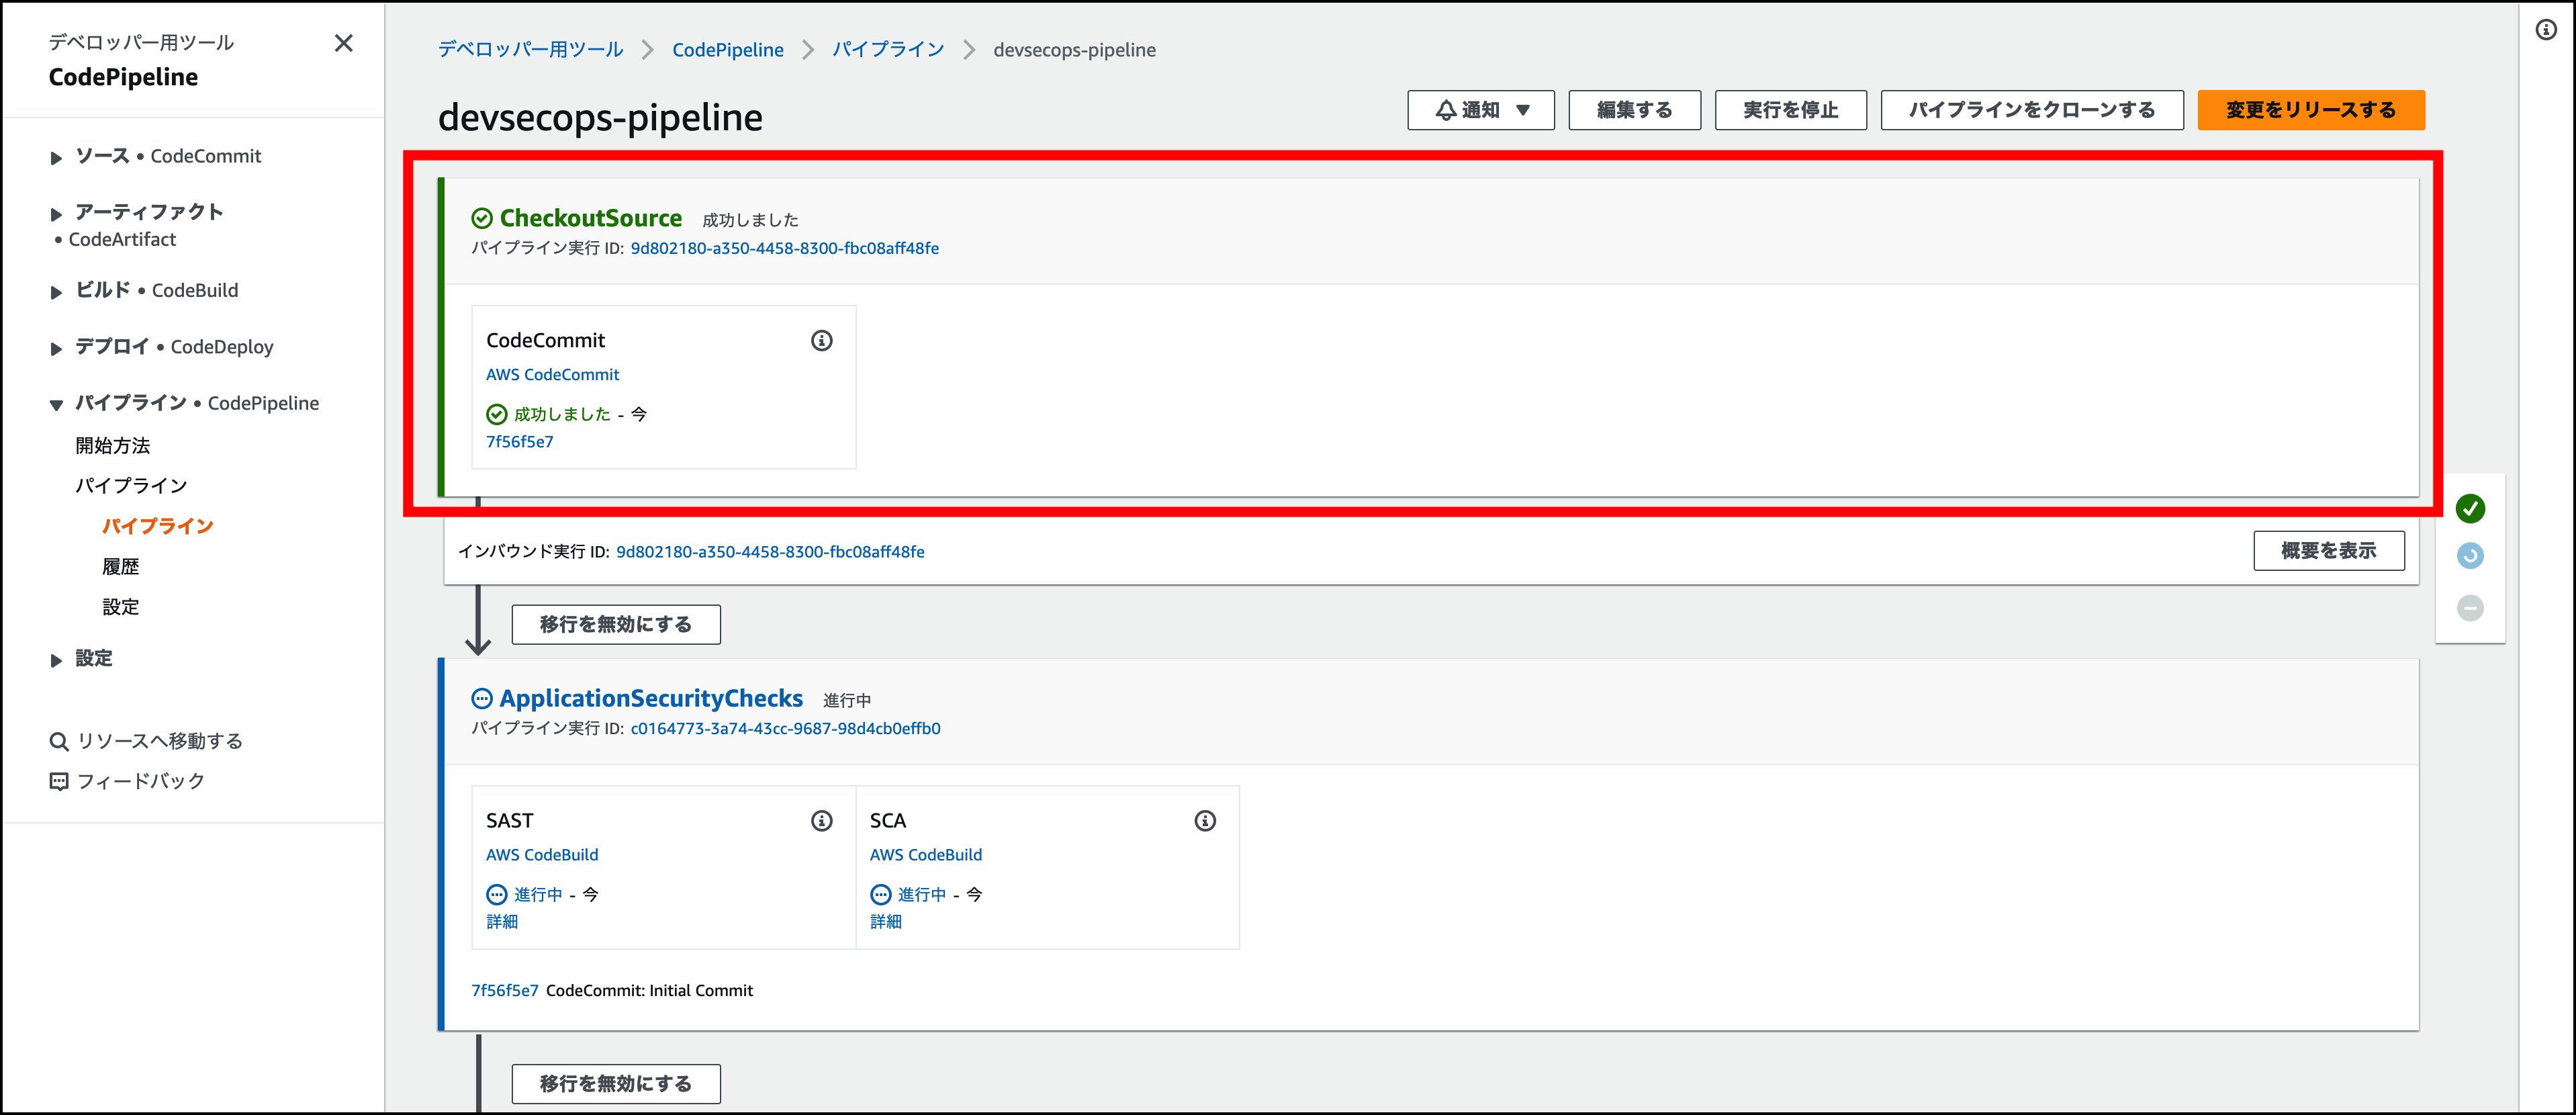 デベロッパー用ツール
CodePipeline
ソース • CodeCommit
アーティファクト
• CodeArtifact
ビルド • CodeBuild
デプロイ • CodeDeploy
パイプライン • CodePipeline
開始方法
パイプライン
パイプライン
履歴
設定
設定
リソースへ移動する
フィードバック
デベロッパー用ツール CodePipeline パイプライン devsecops-pipeline
devsecops-pipeline
通知 編集する 実行を停止 パイプラインをクローンする 変更をリリースする
CheckoutSource 成功しました
パイプライン実行 ID: 9d802180-a350-4458-8300-fbc08aff48fe
CodeCommit
AWS CodeCommit
成功しました - 今
7f56f5e7
インバウンド実行 ID: 9d802180-a350-4458-8300-fbc08aff48fe 概要を表示
移行を無効にする
ApplicationSecurityChecks 進行中
パイプライン実行 ID: c0164773-3a74-43cc-9687-98d4cb0effb0
SAST
AWS CodeBuild
進行中 - 今
詳細
SCA
AWS CodeBuild
進行中 - 今
詳細
7f56f5e7 CodeCommit: Initial Commit
移行を無効にする